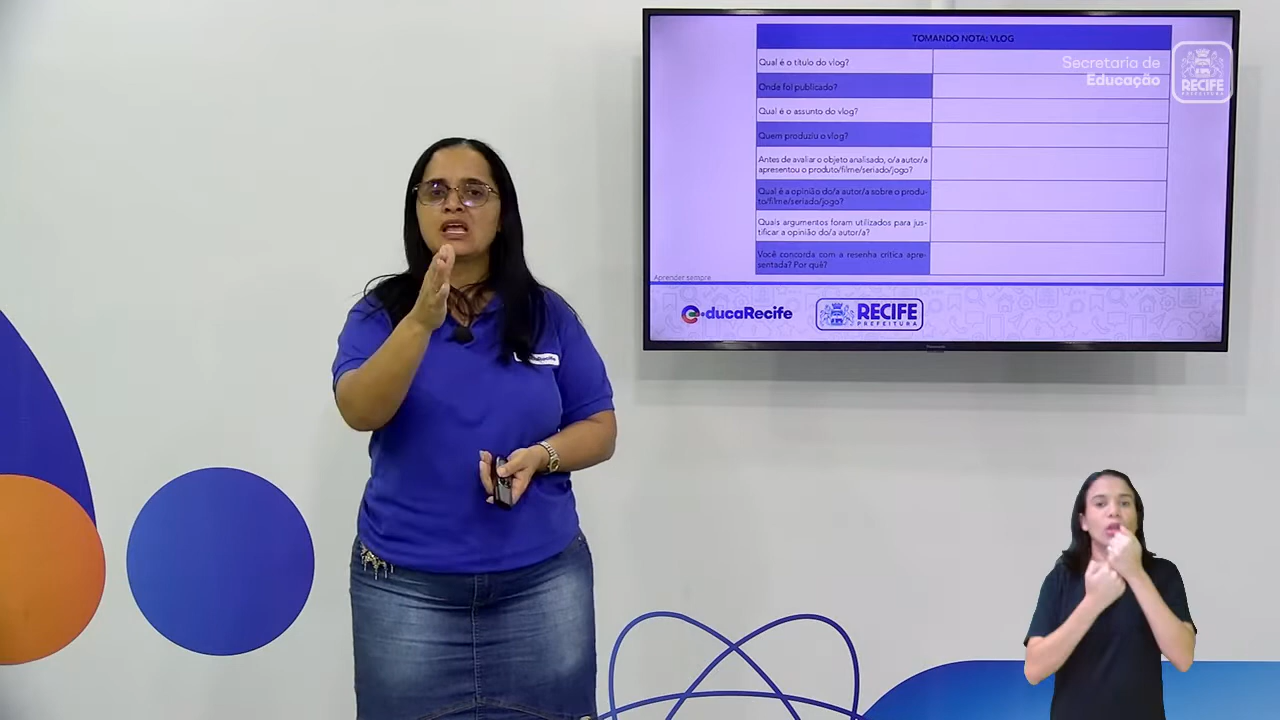 TOMANDO NOTA: VLOG
Qual é o título do vlog?
Onde foi publicado?
Qual é o assunto do vlog?
Quem produziu o vlog?
Antes de avaliar o objeto analisado, o/a autor/a
apresentou o produto/filme/seriado/jogo?
Qual é a opinião do/a autor/a sobre o produ-
to/filme/seriado/jogo?
Quais argumentos foram utilizados para jus-
tificar a opinião do/a autor/a?
Você concorda com a resenha crítica apre-
sentada? Por quê?
Aprender sempre
ducaRecife
RECIFE
PREFEITURA
Secretaria de
Educação
RECIFE
PREFEITURA